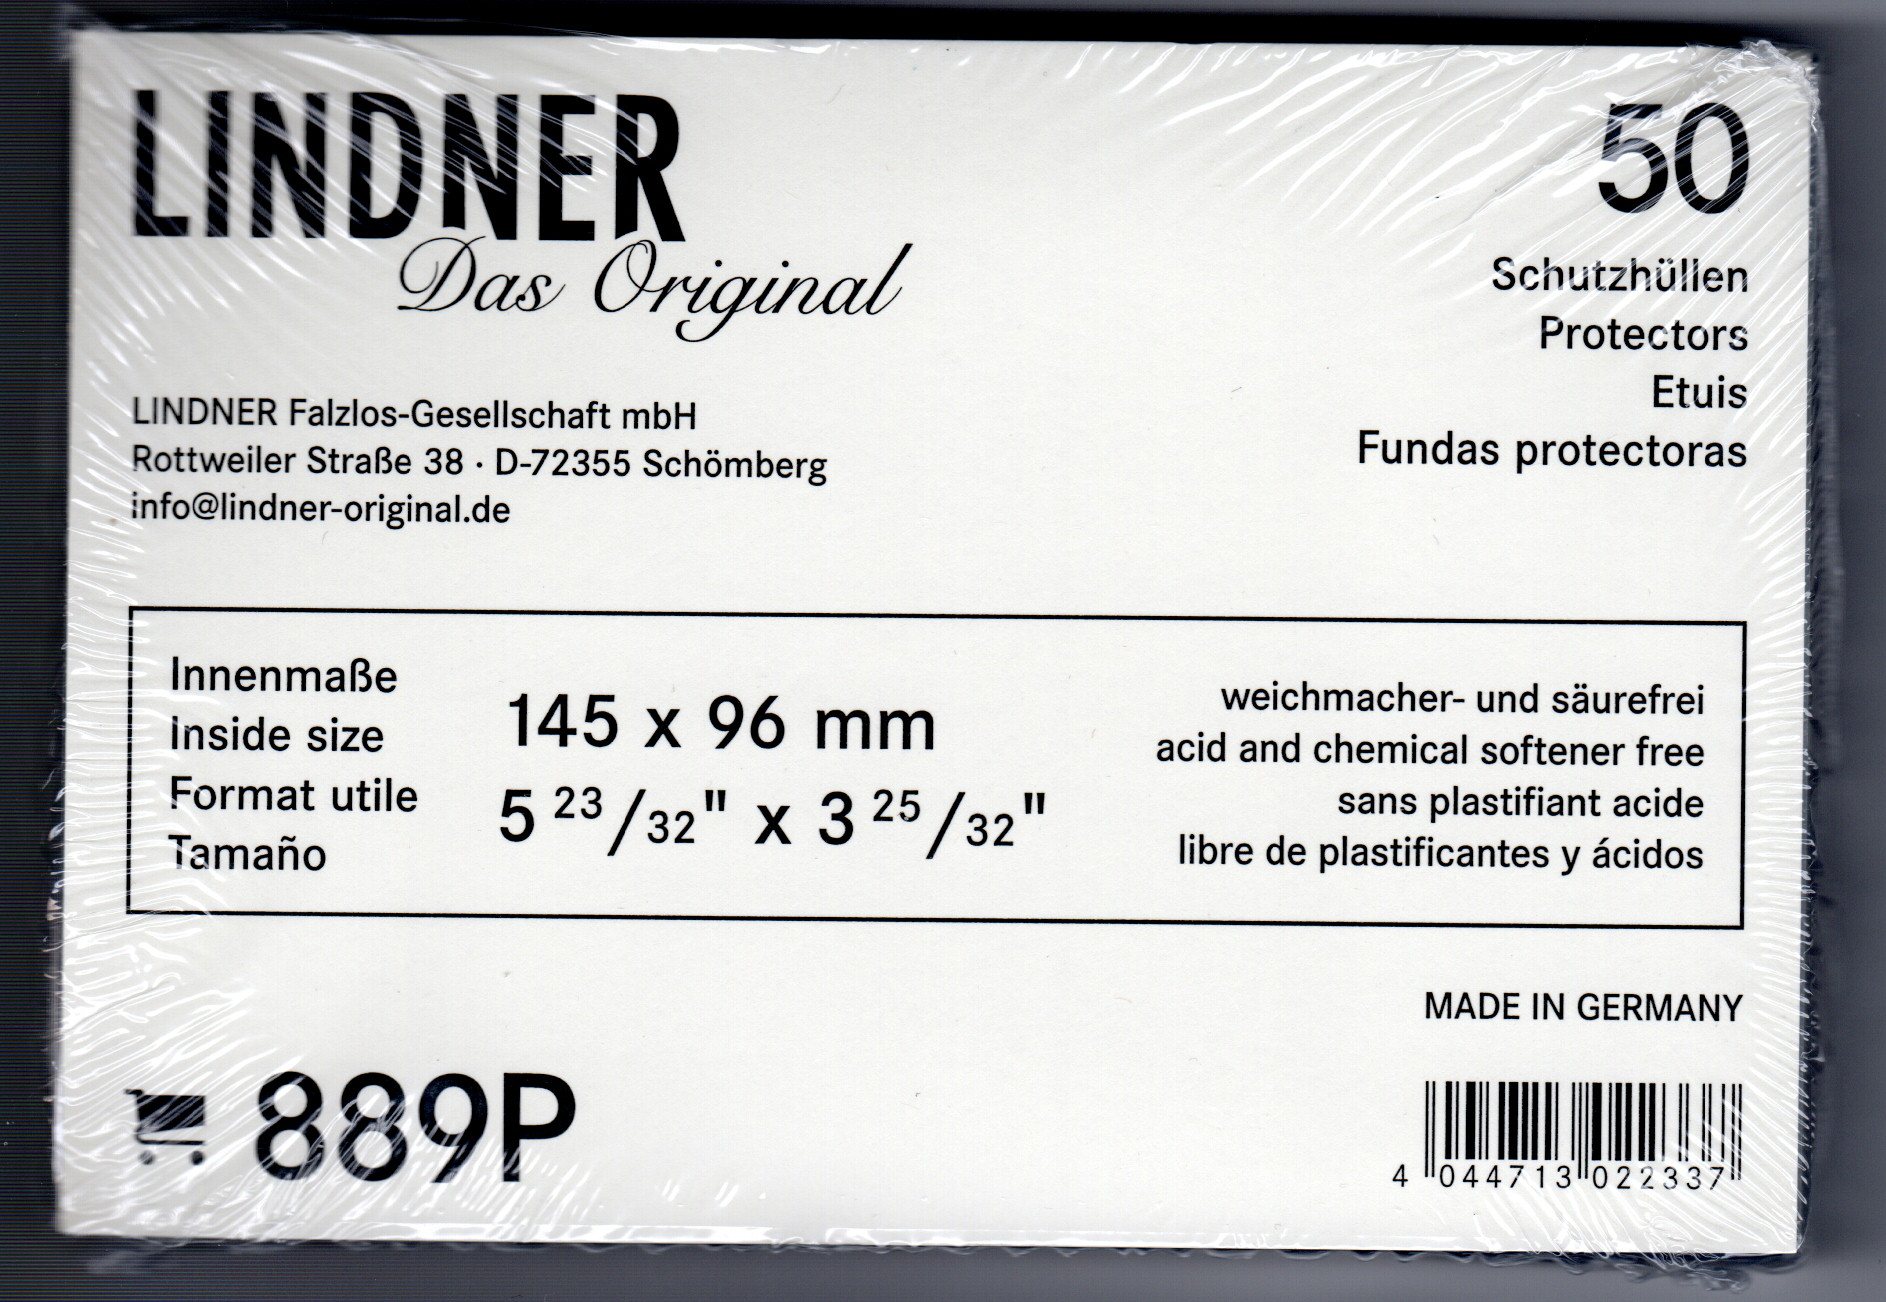 LINDNER
Das Original
50
Schutzhüllen
Protectors
Etuis
Fundas protectoras
LINDNER Falzlos-Gesellschaft mbH
Rottweiler Straße 38 · D-72355 Schömberg
info@lindner-original.de
Innenmaße
Inside size
Format utile
Tamaño
145 x 96 mm
5 23/32" x 3 25/32"
weichmacher- und säurefrei
acid and chemical softener free
sans plastifiant acide
libre de plastificantes y ácidos
MADE IN GERMANY
889P
4 044713 022337